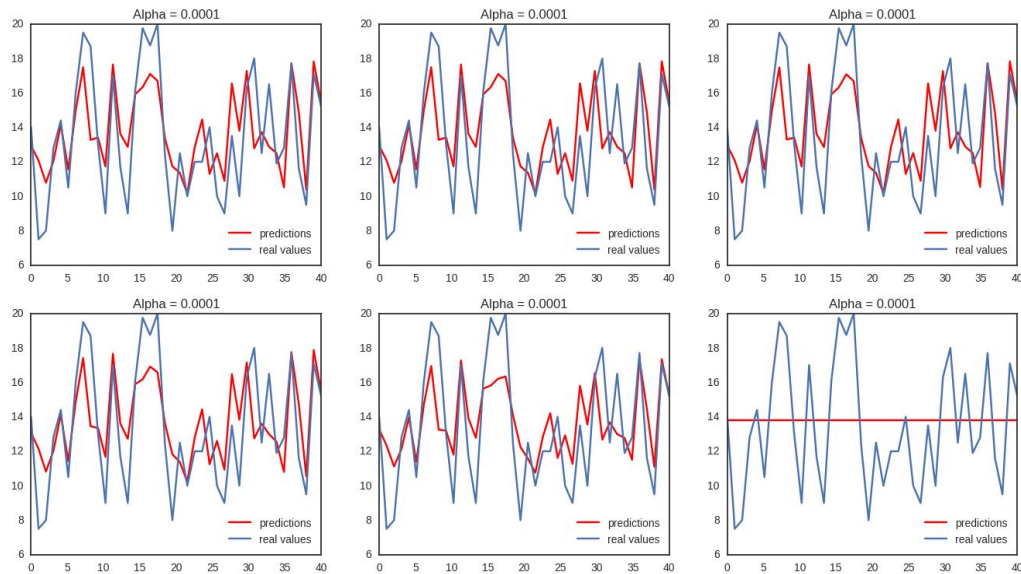 Alpha = 0.0001 Alpha = 0.0001 Alpha = 0.0001
20 20 20
18 18 18
16 16 16
14 14 14
12 12 12
10 10 10
8 predictions 8 predictions 8 predictions
real values real values real values
6 6 6
0 5 10 15 20 25 30 35 40 0 5 10 15 20 25 30 35 40 0 5 10 15 20 25 30 35 40
Alpha = 0.0001 Alpha = 0.0001 Alpha = 0.0001
20 20 20
18 18 18
16 16 16
14 14 14
12 12 12
10 10 10
8 predictions 8 predictions 8 predictions
real values real values real values
6 6 6
0 5 10 15 20 25 30 35 40 0 5 10 15 20 25 30 35 40 0 5 10 15 20 25 30 35 40